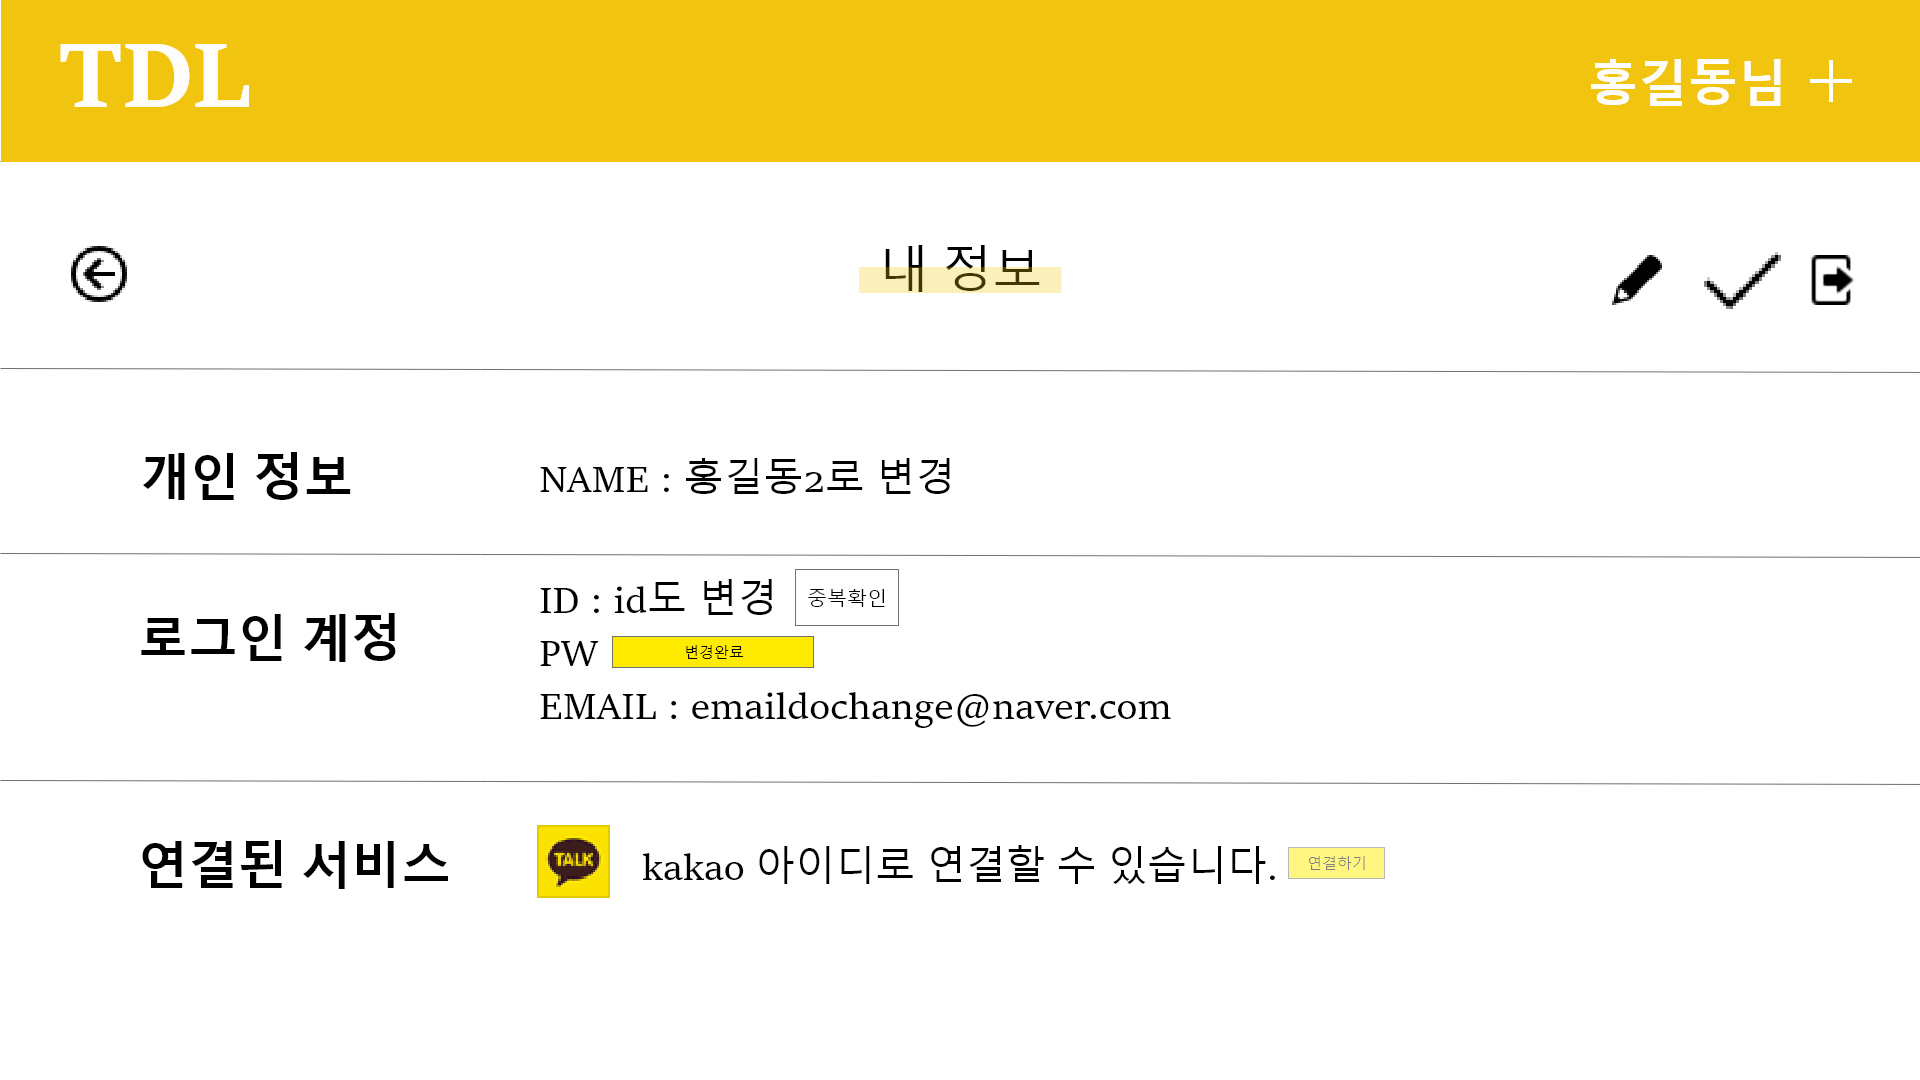 TDL
홍길동님 +
내 정보
개인 정보
NAME : 홍길동2로 변경
로그인 계정
ID : id도 변경 중복확인
PW 변경완료
EMAIL : emaildochange@naver.com
연결된 서비스
TALK
kakao 아이디로 연결할 수 있습니다. 연결하기